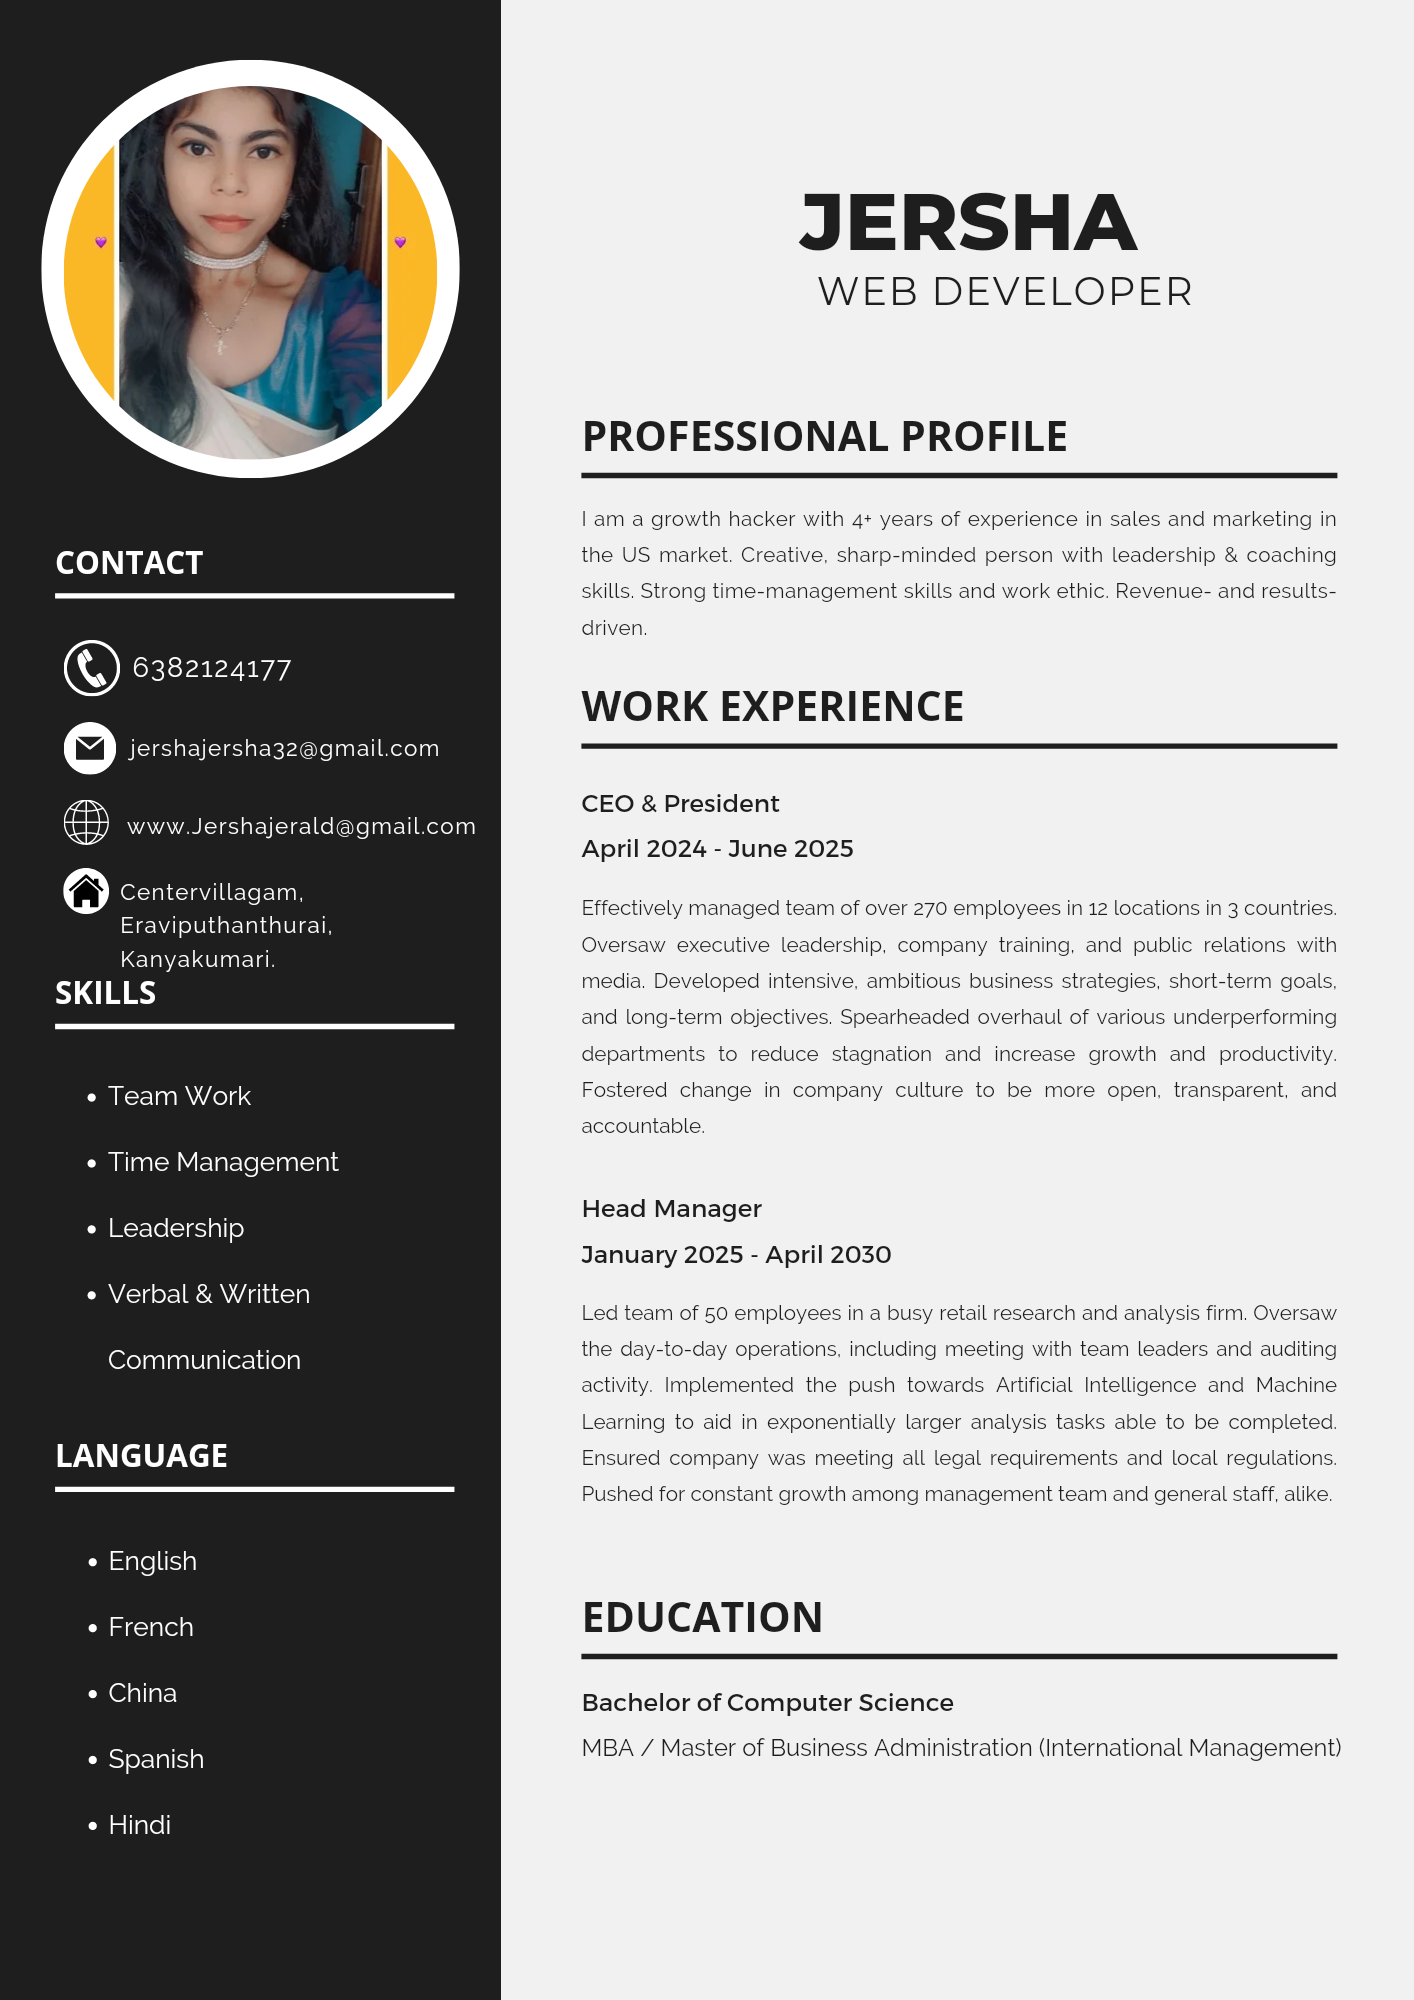 JERSHA
WEB DEVELOPER
CONTACT
6382124177
jershajersha32@gmail.com
www.Jershajerald@gmail.com
Centervillagam,
Eraviputhanthurai,
Kanyakumari.
SKILLS
• Team Work
• Time Management
• Leadership
• Verbal & Written
Communication
LANGUAGE
• English
• French
• China
• Spanish
• Hindi
PROFESSIONAL PROFILE
I am a growth hacker with 4+ years of experience in sales and marketing in
the US market. Creative, sharp-minded person with leadership & coaching
skills. Strong time-management skills and work ethic. Revenue- and results-
driven.
WORK EXPERIENCE
CEO & President
April 2024 - June 2025
Effectively managed team of over 270 employees in 12 locations in 3 countries.
Oversaw executive leadership, company training, and public relations with
media. Developed intensive, ambitious business strategies, short-term goals,
and long-term objectives. Spearheaded overhaul of various underperforming
departments to reduce stagnation and increase growth and productivity.
Fostered change in company culture to be more open, transparent, and
accountable.
Head Manager
January 2025 - April 2030
Led team of 50 employees in a busy retail research and analysis firm. Oversaw
the day-to-day operations, including meeting with team leaders and auditing
activity. Implemented the push towards Artificial Intelligence and Machine
Learning to aid in exponentially larger analysis tasks able to be completed.
Ensured company was meeting all legal requirements and local regulations.
Pushed for constant growth among management team and general staff, alike.
EDUCATION
Bachelor of Computer Science
MBA / Master of Business Administration (International Management)